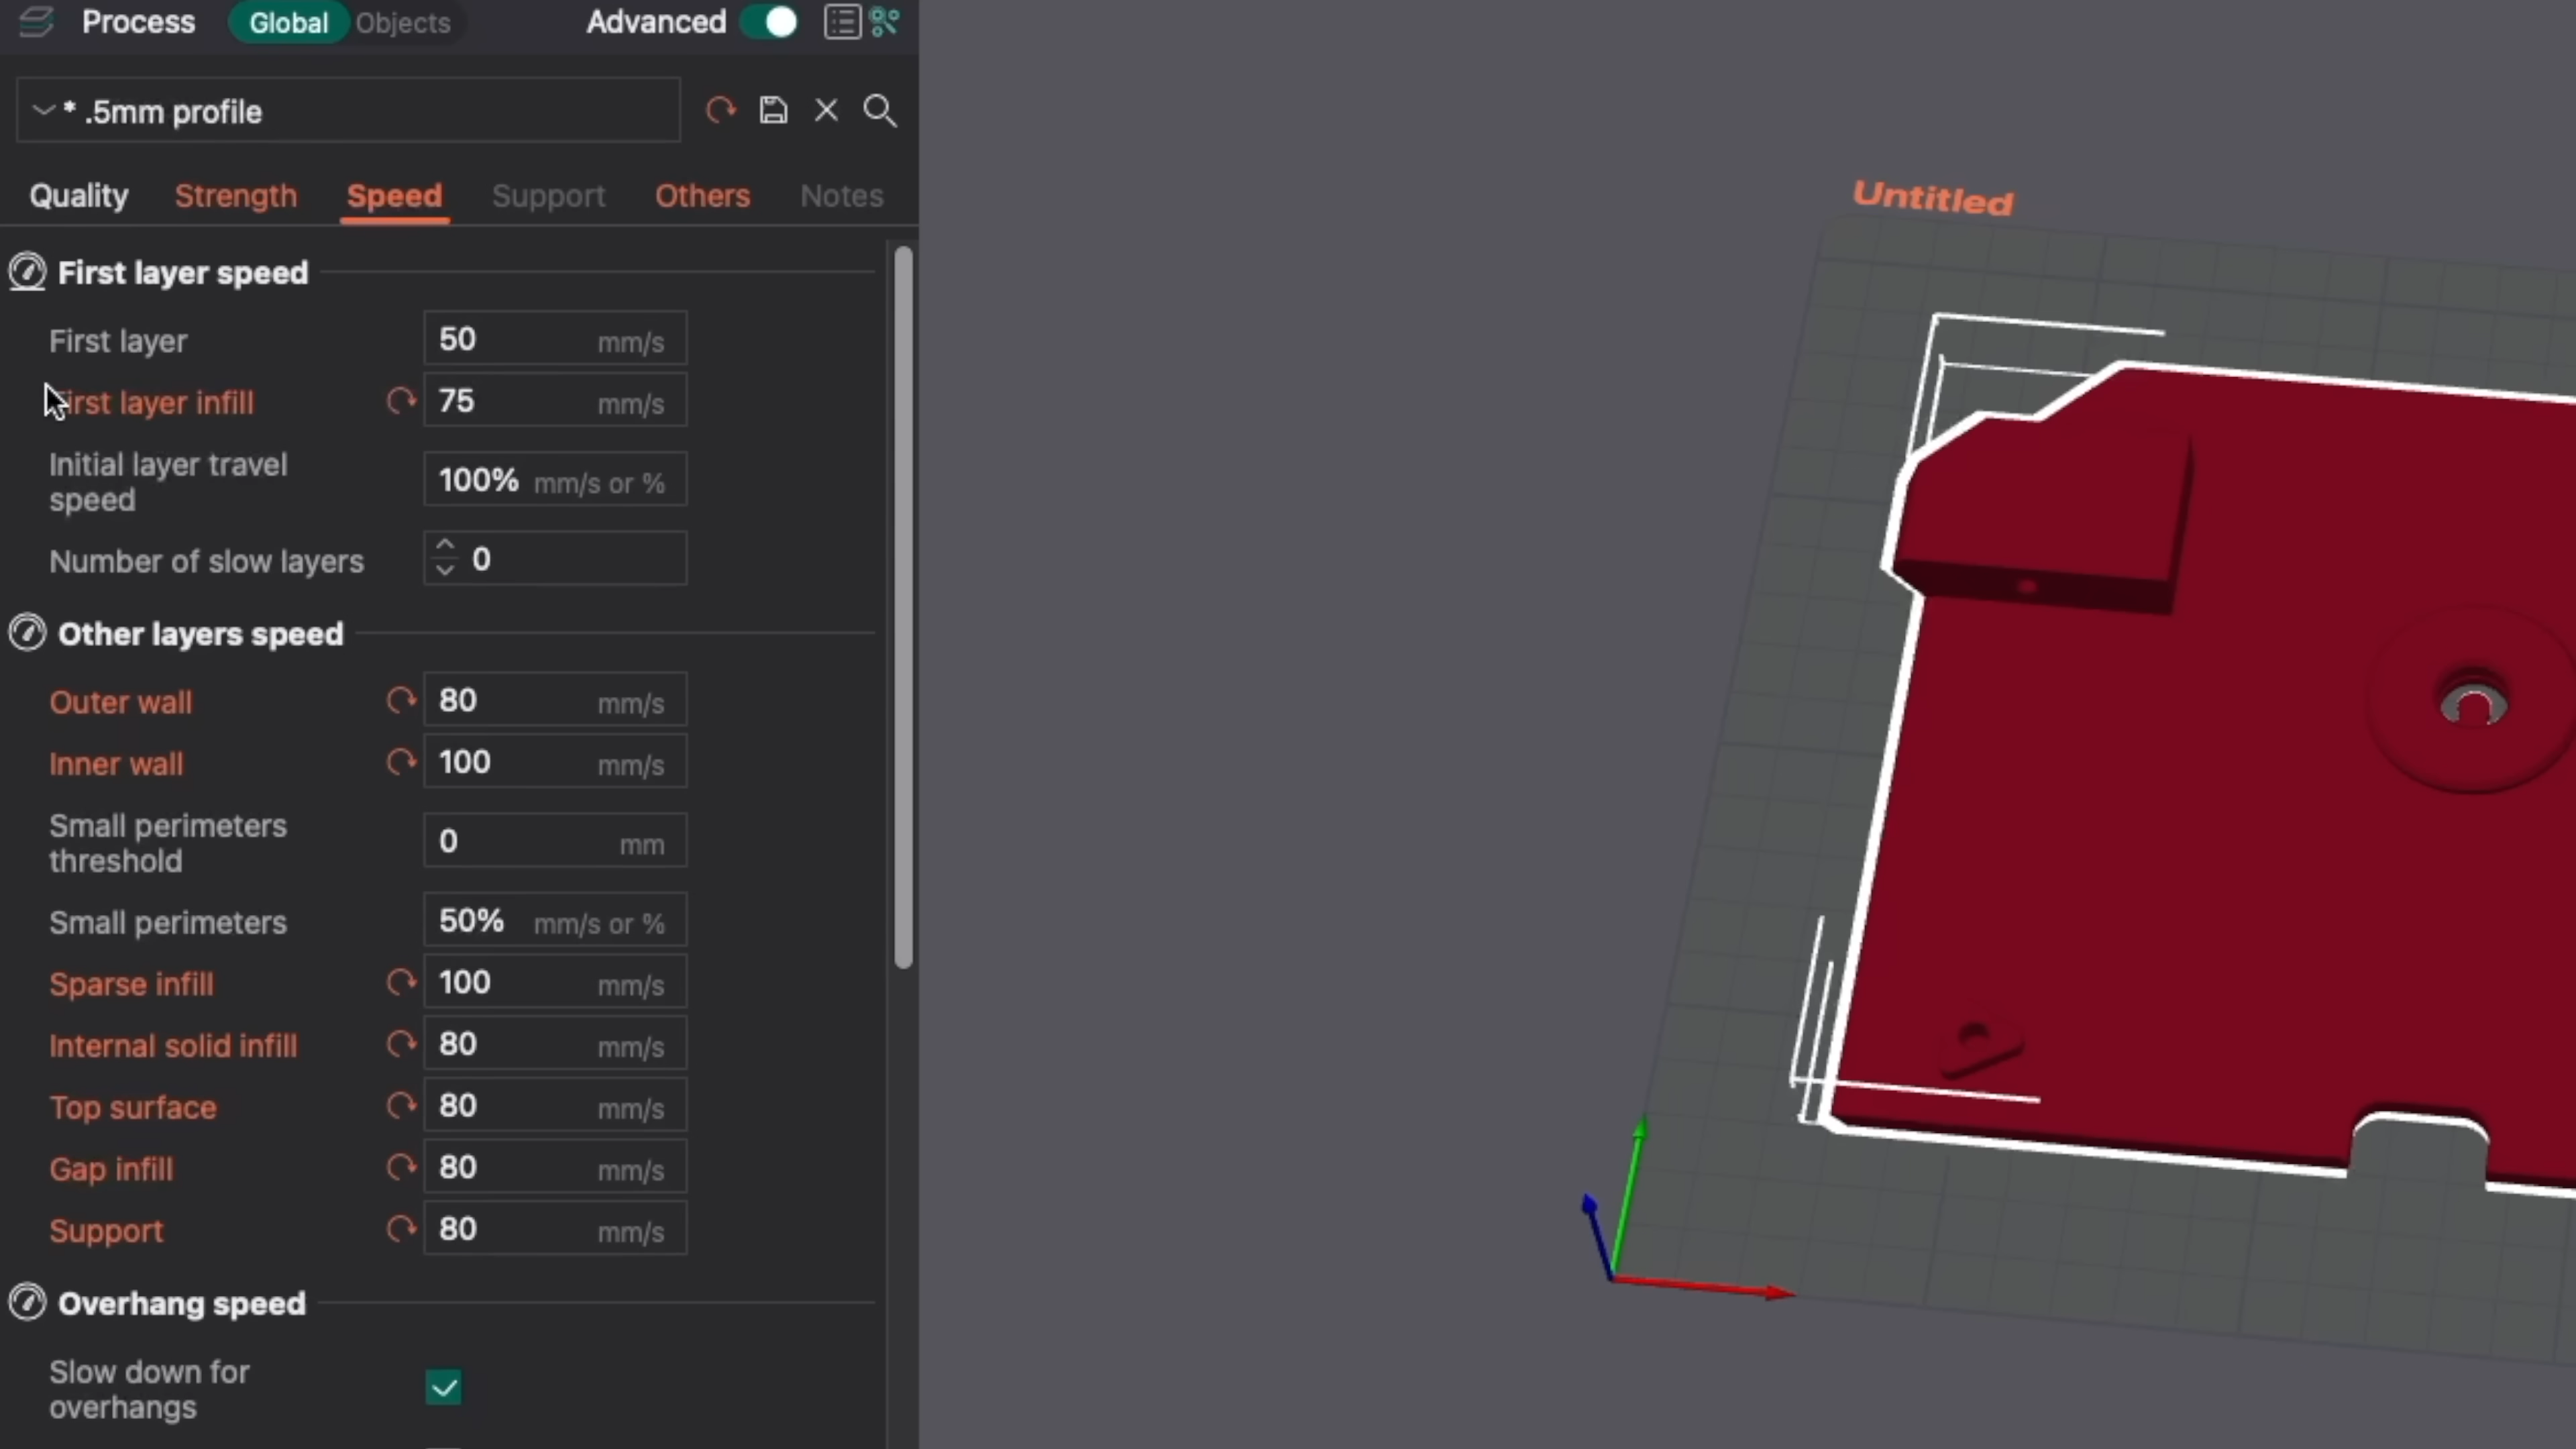 Process Global Objects Advanced
* .5mm profile
Quality Strength Speed Support Others Notes
First layer speed
First layer 50 mm/s
irst layer infill 75 mm/s
Initial layer travel
speed
100% mm/s or %
Number of slow layers 0
Other layers speed
Outer wall 80 mm/s
Inner wall 100 mm/s
Small perimeters
threshold
0 mm
Small perimeters 50% mm/s or %
Sparse infill 100 mm/s
Internal solid infill 80 mm/s
Top surface 80 mm/s
Gap infill 80 mm/s
Support 80 mm/s
Overhang speed
Slow down for
overhangs
Untitled